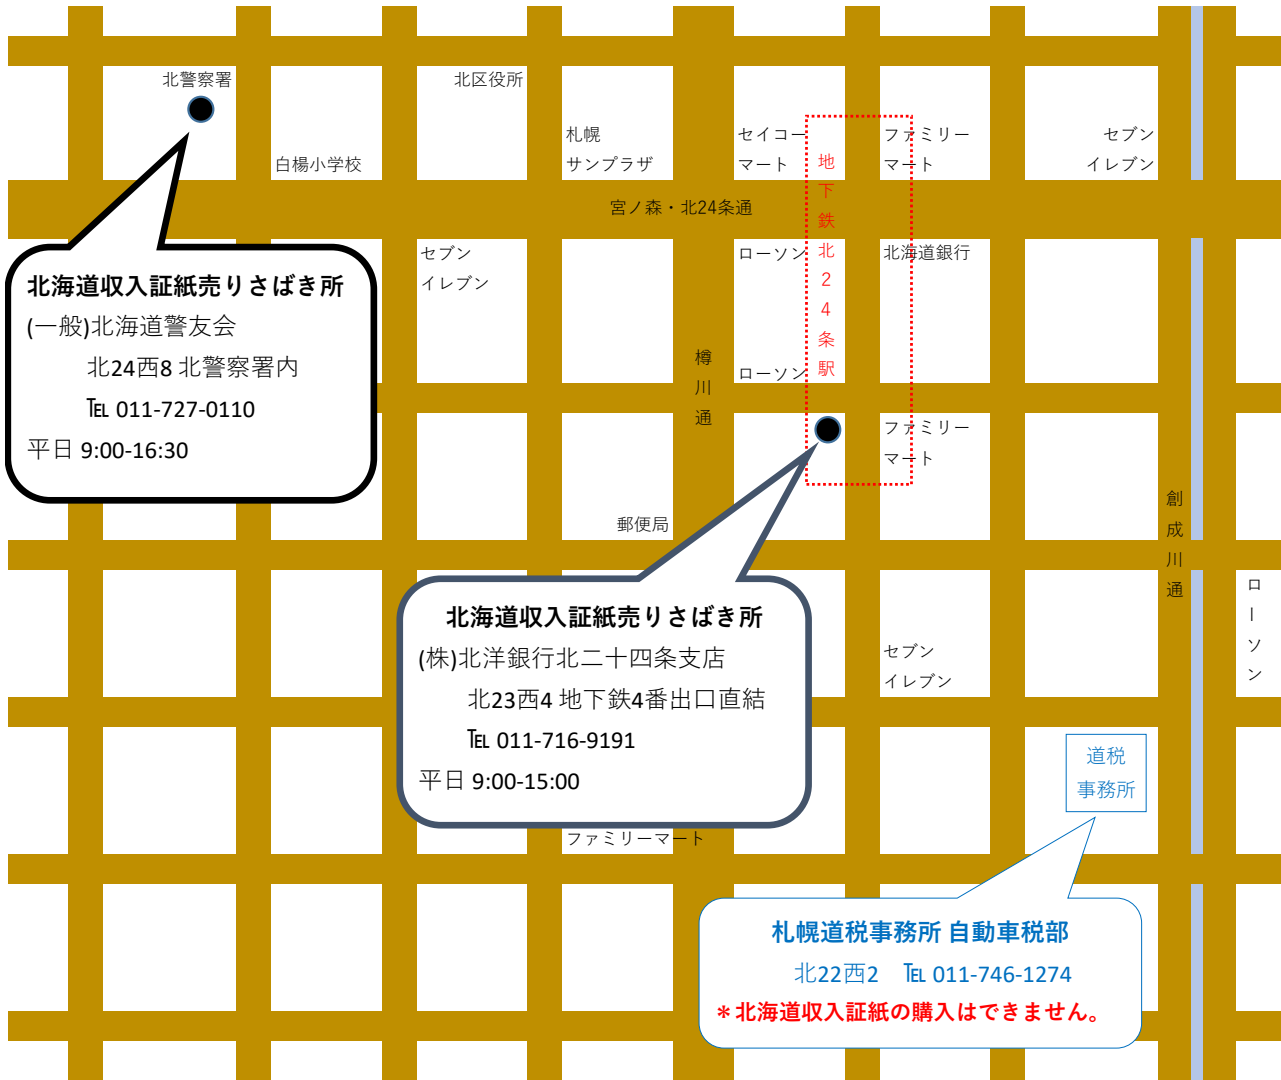 北警察署
北区役所
札幌
サンプラザ
セイコー
マート
ファミリー
マート
セブン
イレブン
白楊小学校
地下鉄北24条駅
宮ノ森・北24条通
セブン
イレブン
ローソン
北海道銀行
北海道収入証紙売りさばき所
(一般)北海道警友会
北24西8 北警察署内
℡ 011-727-0110
平日 9:00-16:30
樽川通
ローソン
ファミリー
マート
郵便局
創成川通
ローソン
北海道収入証紙売りさばき所
(株)北洋銀行北二十四条支店
北23西4 地下鉄4番出口直結
℡ 011-716-9191
平日 9:00-15:00
セブン
イレブン
道税
事務所
ファミリーマート
札幌道税事務所 自動車税部
北22西2　℡ 011-746-1274
＊北海道収入証紙の購入はできません。